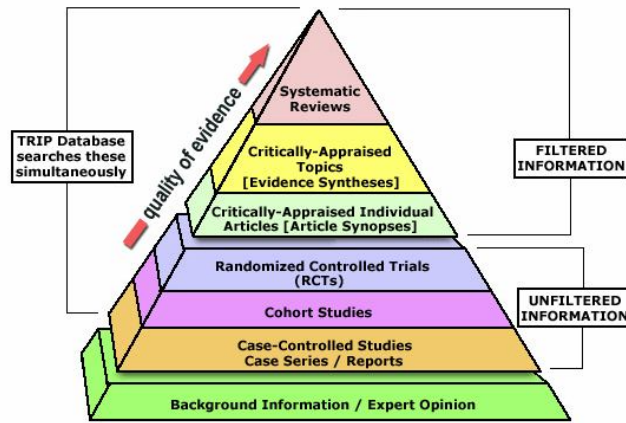 Systematic
Reviews
quality of evidence
TRIP Database
searches these
simultaneously
Critically-Appraised
Topics
[Evidence Syntheses]
FILTERED
INFORMATION
Critically-Appraised Individual
Articles [Article Synopses]
Randomized Controlled Trials
(RCTs)
UNFILTERED
INFORMATION
Cohort Studies
Case-Controlled Studies
Case Series / Reports
Background Information / Expert Opinion